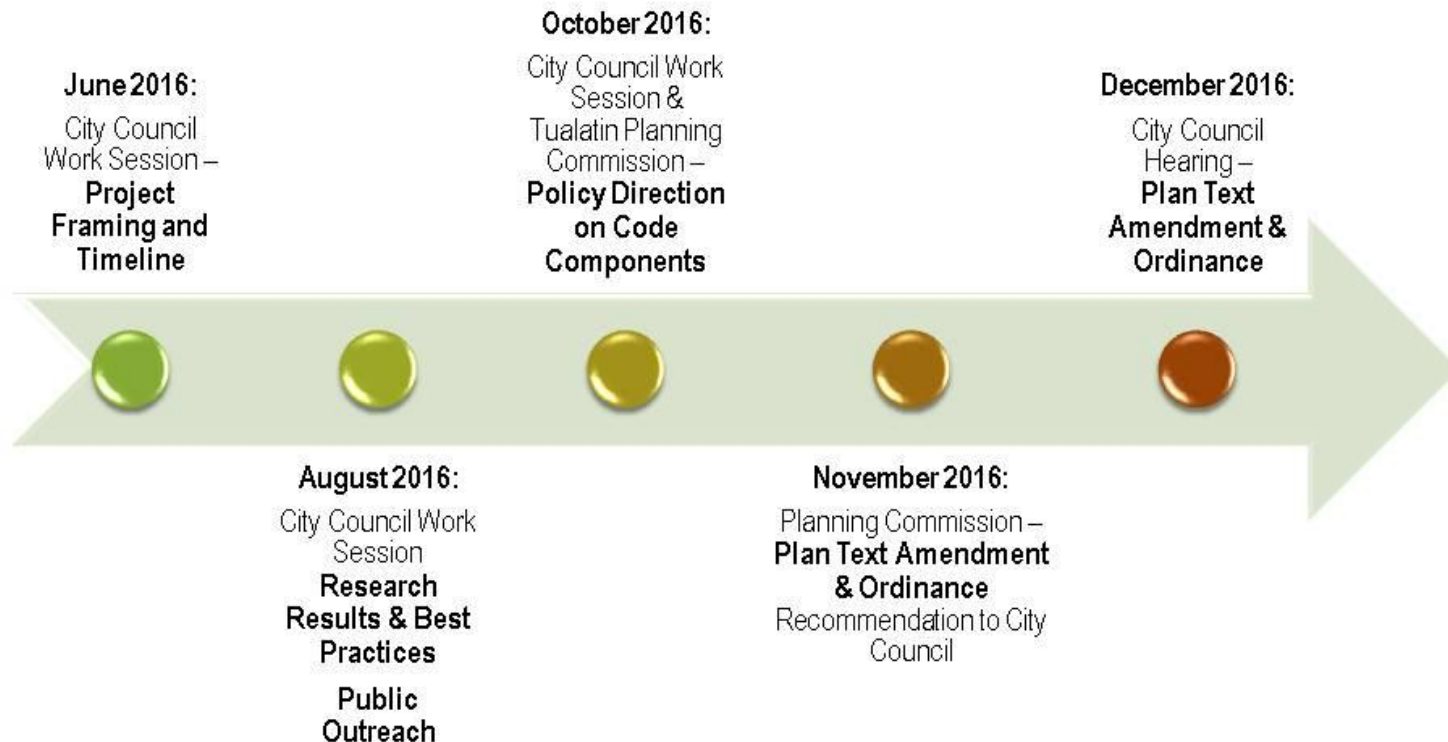 June 2016:
City Council
Work Session –
Project
Framing and
Timeline
August 2016:
City Council Work
Session
Research
Results & Best
Practices
Public
Outreach
October 2016:
City Council Work
Session &
Tualatin Planning
Commission –
Policy Direction
on Code
Components
November 2016:
Planning Commission –
Plan Text Amendment
& Ordinance
Recommendation to City
Council
December 2016:
City Council
Hearing –
Plan Text
Amendment &
Ordinance